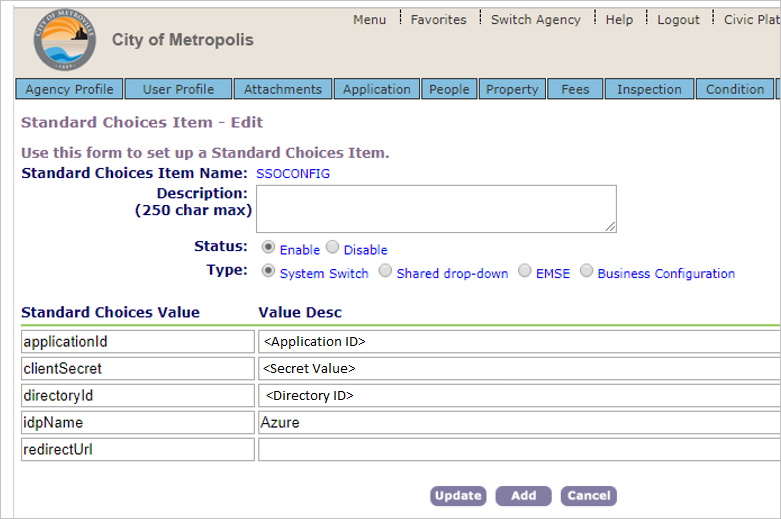 CITY OF METROVILLE
Menu Favorites Switch Agency Help Logout Civic Plat
City of Metropolis
Agency Profile User Profile Attachments Application People Property Fees Inspection Condition
Standard Choices Item - Edit
Use this form to set up a Standard Choices Item.
Standard Choices Item Name: SSOCONFIG
Description:
(250 char max)
Status: Enable Disable
Type: System Switch Shared drop-down EMSE Business Configuration
Standard Choices Value Value Desc
applicationId <Application ID>
clientSecret <Secret Value>
directoryId <Directory ID>
idpName Azure
redirectUrl
Update Add Cancel